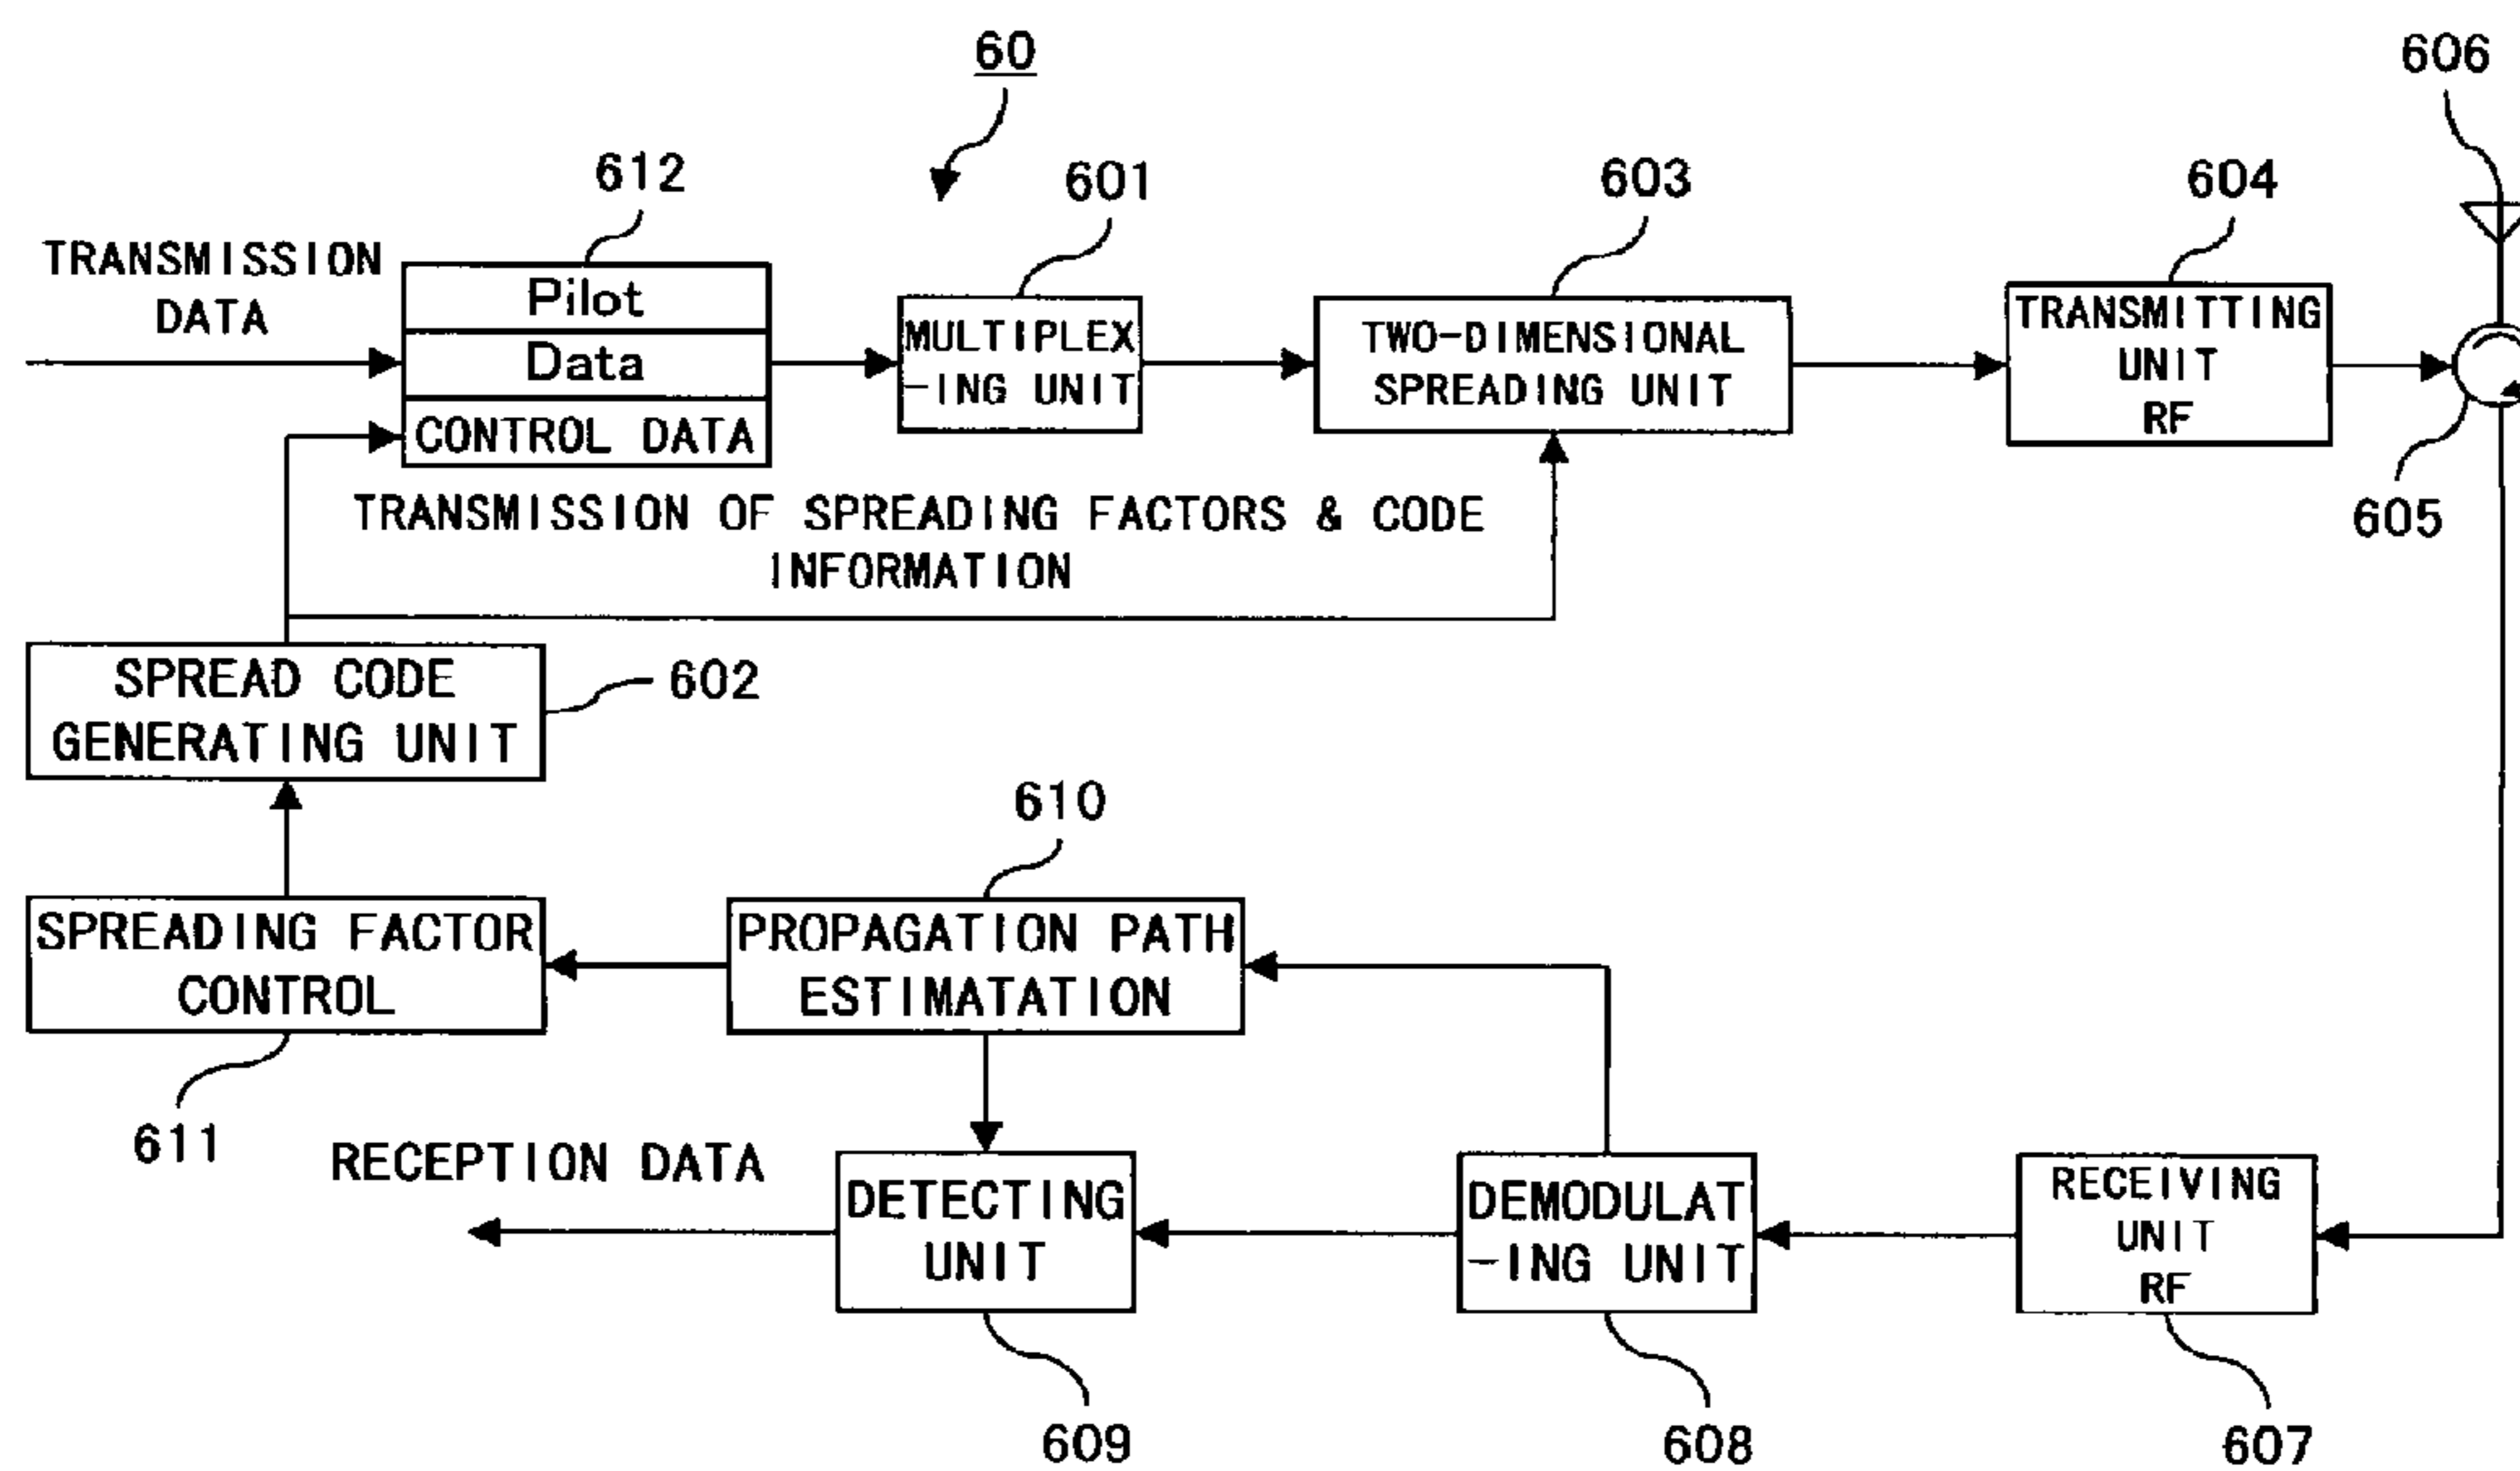 60
606
612
601
603
604
TRANSMISSION
DATA
Pilot
Data
CONTROL DATA
MULTIPLEX
-ING UNIT
TWO-DIMENSIONAL
SPREADING UNIT
TRANSMITTING
UNIT
RF
605
TRANSMISSION OF SPREADING FACTORS & CODE
INFORMATION
SPREAD CODE
GENERATING UNIT
602
610
SPREADING FACTOR
CONTROL
PROPAGATION PATH
ESTIMATATION
611
RECEPTION DATA
DETECTING
UNIT
DEMODULAT
-ING UNIT
RECEIVING
UNIT
RF
609
608
607